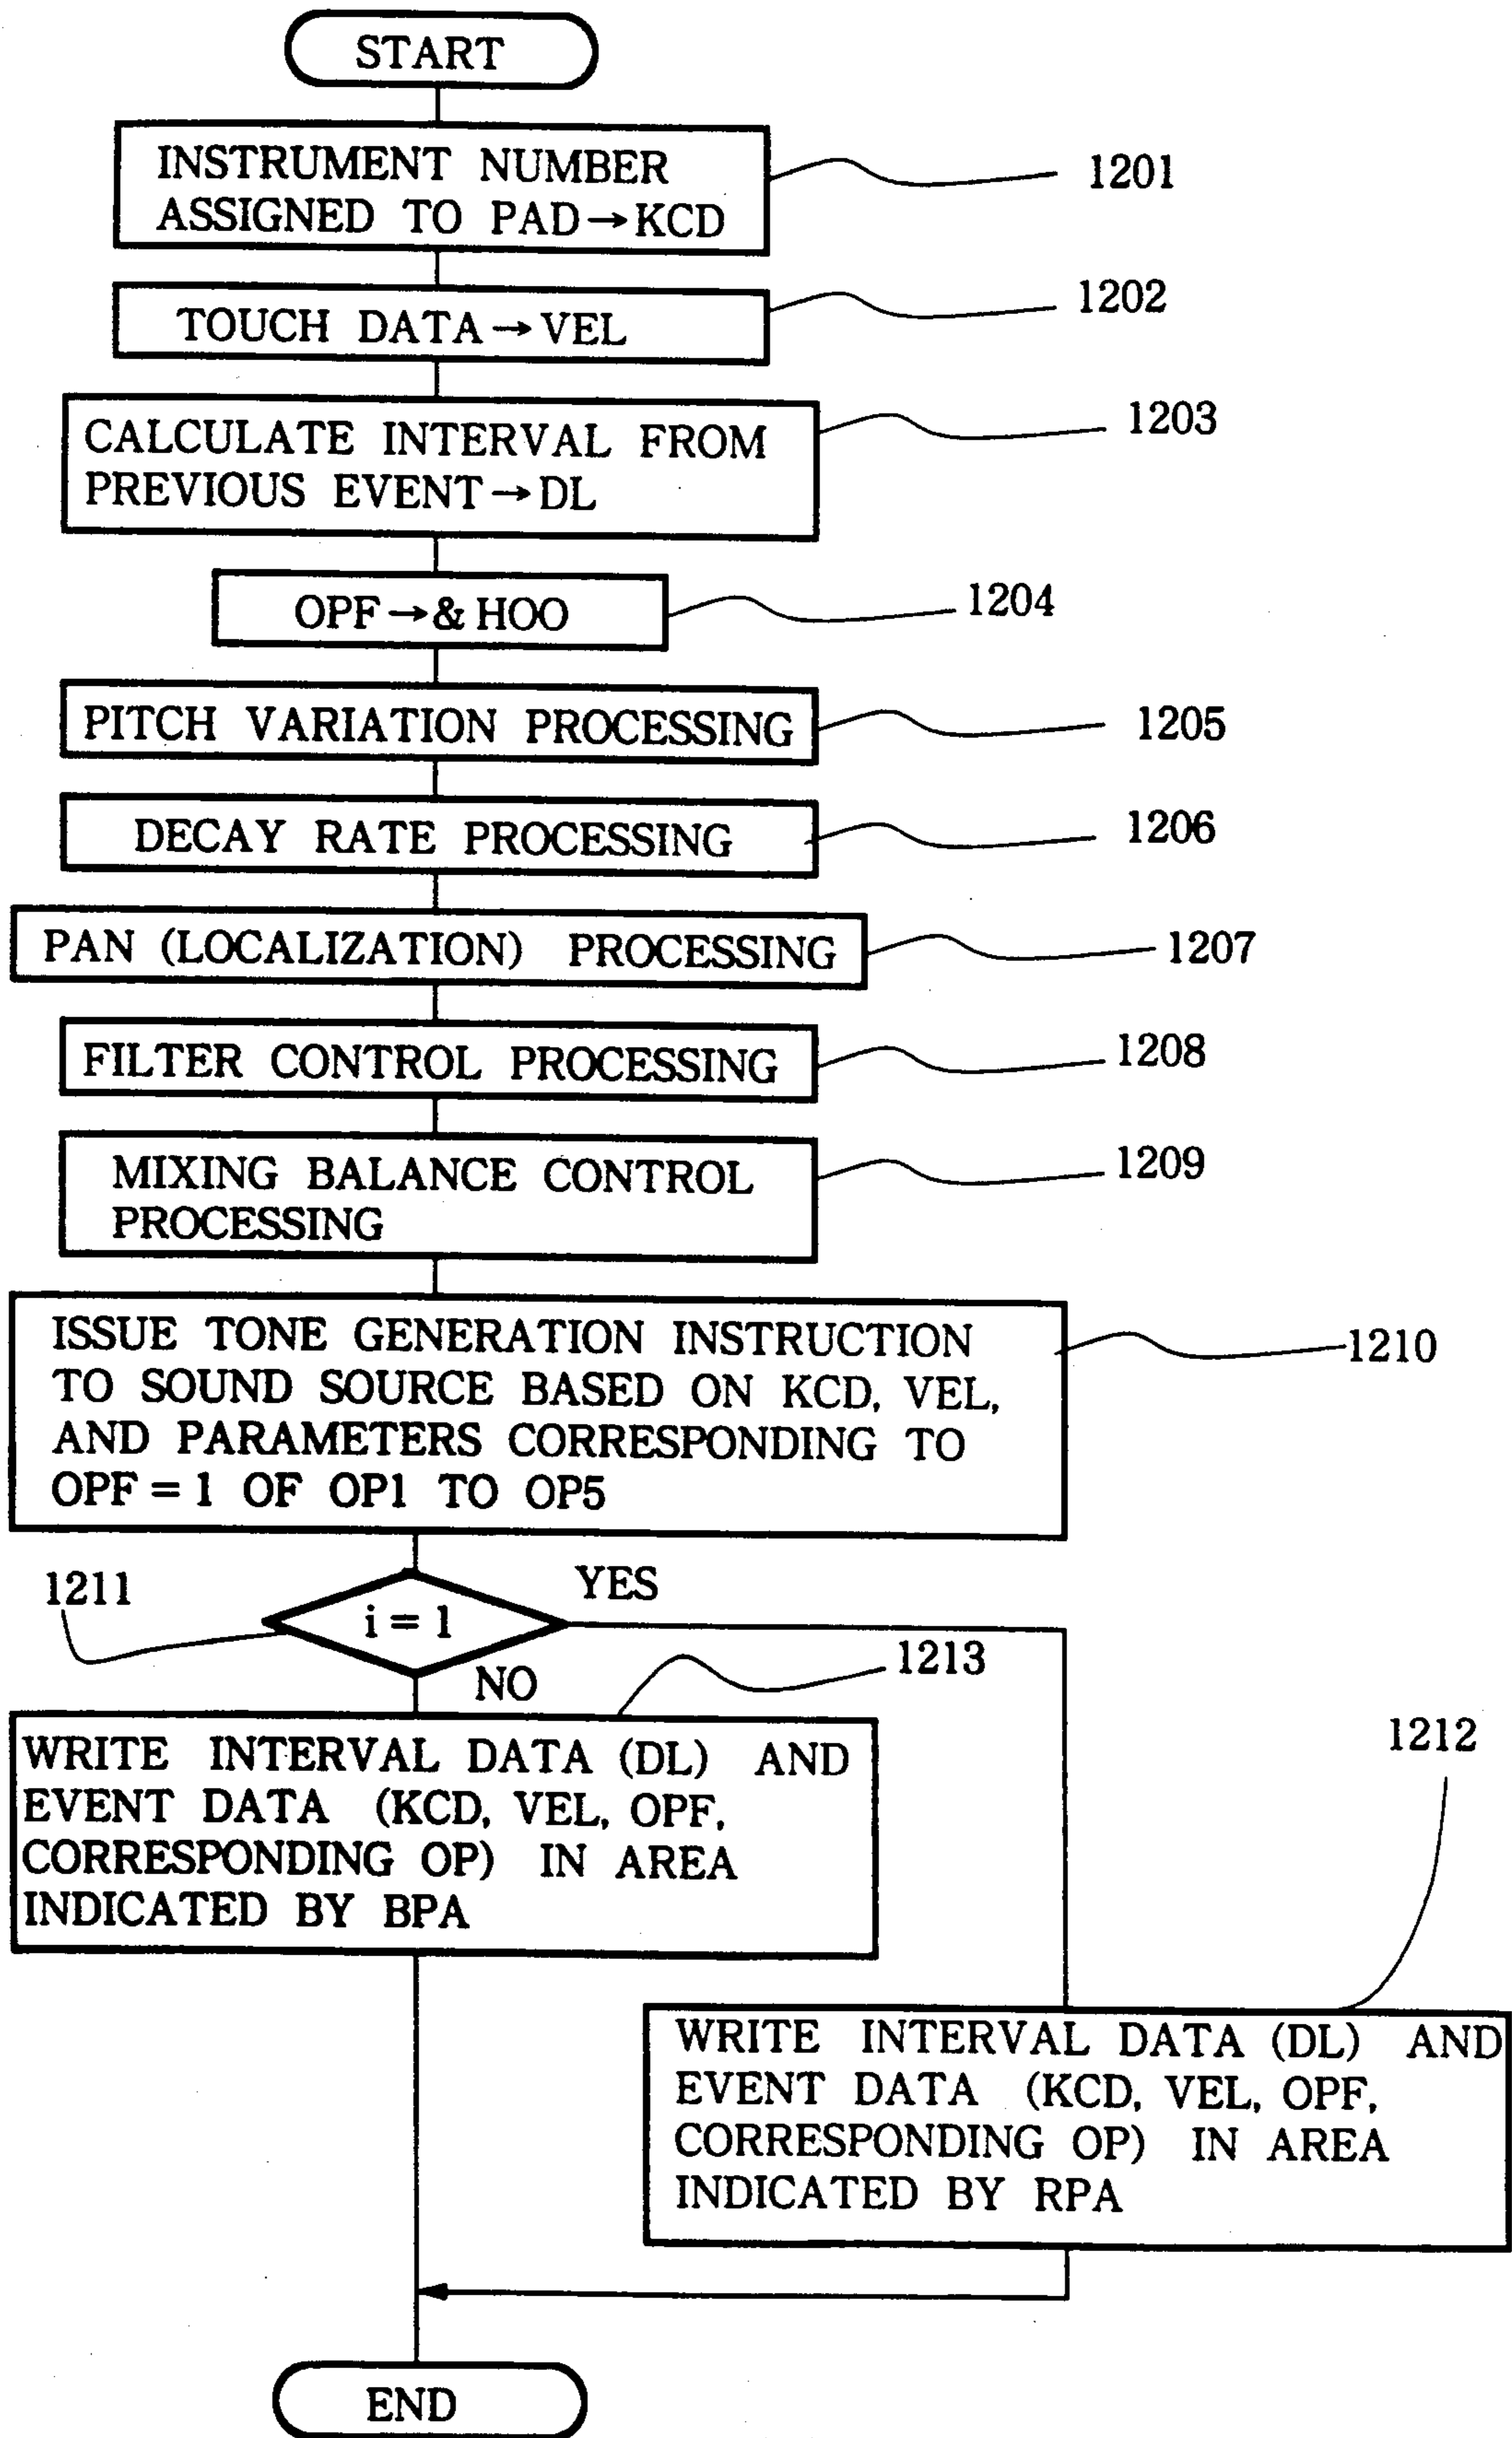 START
INSTRUMENT NUMBER
ASSIGNED TO PAD→KCD
1201
TOUCH DATA→VEL
1202
CALCULATE INTERVAL FROM
PREVIOUS EVENT→DL
1203
OPF→& HOO
1204
PITCH VARIATION PROCESSING
1205
DECAY RATE PROCESSING
1206
PAN (LOCALIZATION) PROCESSING
1207
FILTER CONTROL PROCESSING
1208
MIXING BALANCE CONTROL
PROCESSING
1209
ISSUE TONE GENERATION INSTRUCTION
TO SOUND SOURCE BASED ON KCD, VEL,
AND PARAMETERS CORRESPONDING TO
OPF = 1 OF OP1 TO OP5
1210
1211
i = 1
YES
NO
1213
WRITE INTERVAL DATA (DL) AND
EVENT DATA (KCD, VEL, OPF,
CORRESPONDING OP) IN AREA
INDICATED BY BPA
1212
WRITE INTERVAL DATA (DL) AND
EVENT DATA (KCD, VEL, OPF,
CORRESPONDING OP) IN AREA
INDICATED BY RPA
END